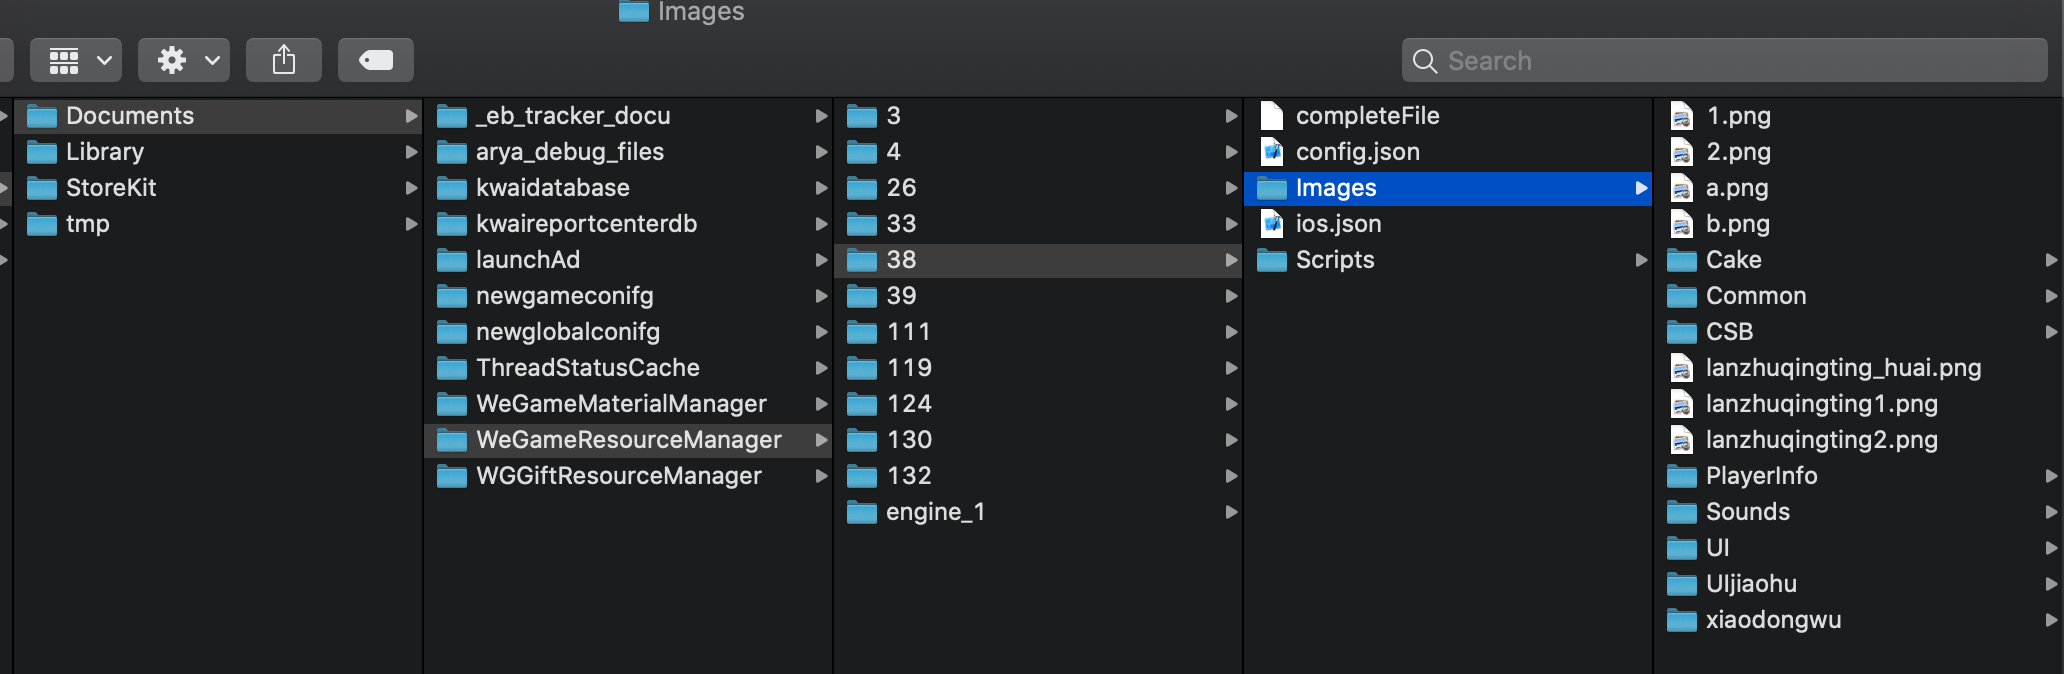 Images
Search
Documents
Library
StoreKit
tmp
_eb_tracker_docu
arya_debug_files
kwaidatabase
kwaireportcenterdb
launchAd
newgameconifg
newglobalconifg
ThreadStatusCache
WeGameMaterialManager
WeGameResourceManager
WGGiftResourceManager
3
4
26
33
38
39
111
119
124
130
132
engine_1
completeFile
config.json
Images
ios.json
Scripts
1.png
2.png
a.png
b.png
Cake
Common
CSB
lanzhuqingting_huai.png
lanzhuqingting1.png
lanzhuqingting2.png
PlayerInfo
Sounds
UI
UIjiaohu
xiaodongwu